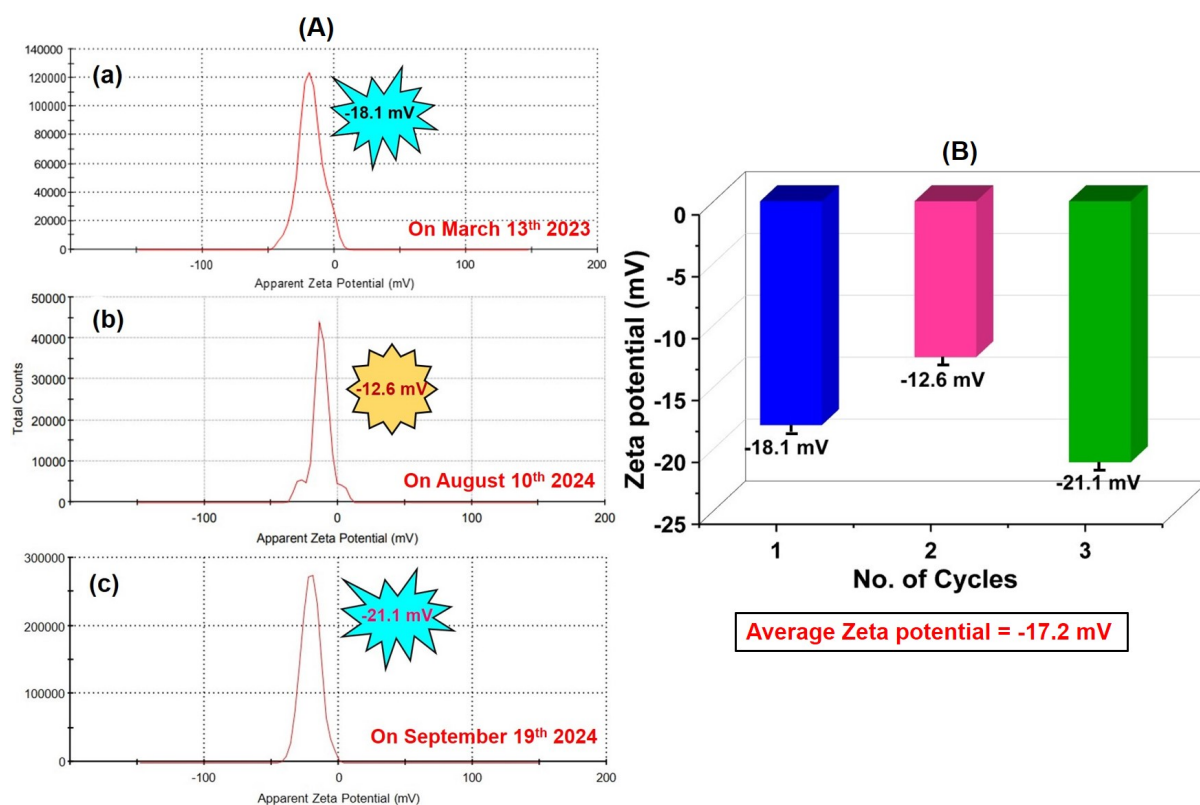 (A)
(a)
140000
120000
100000
80000
60000
40000
20000
0
-100
0
100
200
Apparent Zeta Potential (mV)
-18.1 mV
On March 13th 2023
(b)
Total Counts
50000
40000
30000
20000
10000
0
-100
0
100
200
Apparent Zeta Potential (mV)
-12.6 mV
On August 10th 2024
(c)
300000
200000
100000
0
-100
0
100
200
Apparent Zeta Potential (mV)
-21.1 mV
On September 19th 2024
(B)
Zeta potential (mV)
0
-5
-10
-15
-20
-25
-18.1 mV
-12.6 mV
-21.1 mV
1
2
3
No. of Cycles
Average Zeta potential = -17.2 mV